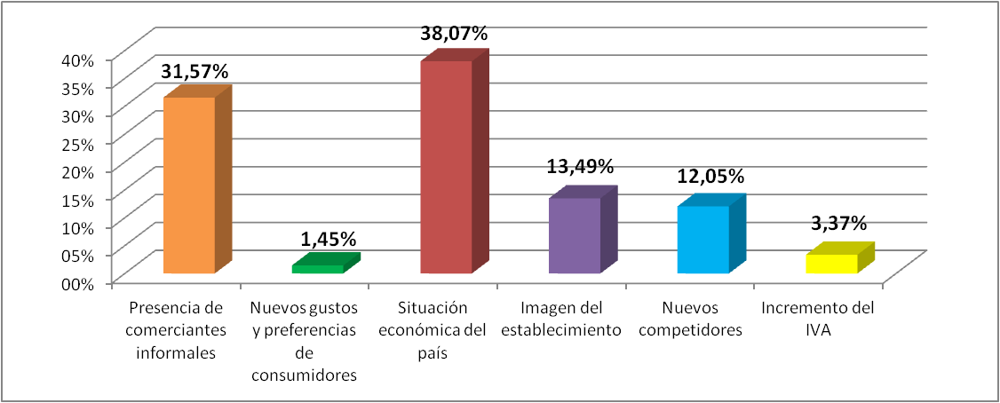 38,07%
31,57%
13,49%
12,05%
3,37%
1,45%
40%
35%
30%
25%
20%
15%
10%
05%
00%
Presencia de
comerciantes
informales
Nuevos gustos
y preferencias
de
consumidores
Situación
económica del
país
Imagen del
establecimiento
Nuevos
competidores
Incremento del
IVA